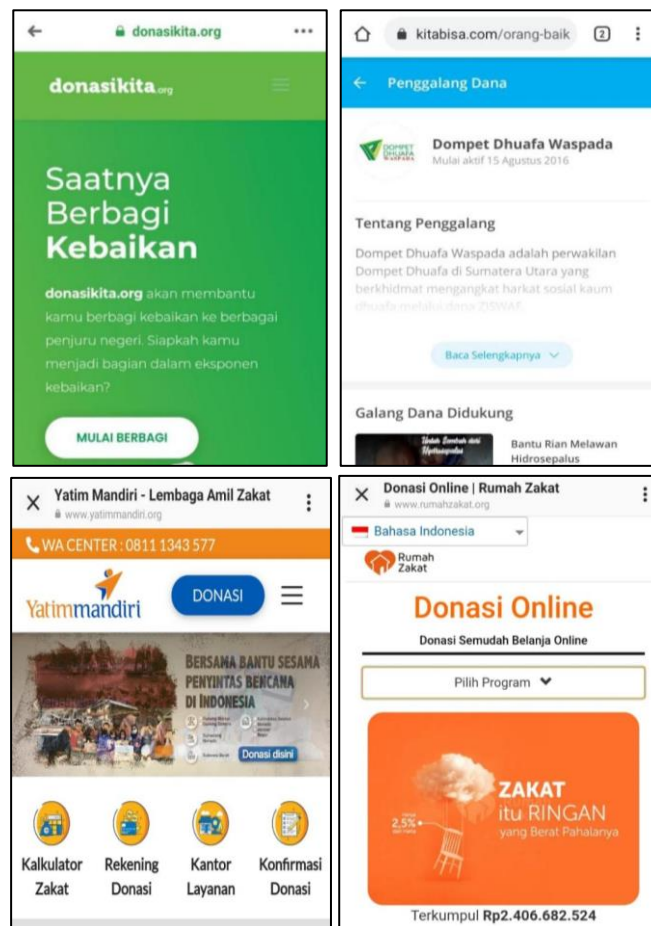 donasikita.org
donasikita.org
Saatnya
Berbagi
Kebaikan
donasikita.org akan membantu
kamu berbagi kebaikan ke berbagai
penjuru negeri. Siapkah kamu
menjadi bagian dalam eksponen
kebaikan?
MULAI BERBAGI
kitabisa.com/orang-baik
2
Penggalang Dana
DOMPET
DHUAFA
WASPADA
Dompet Dhuafa Waspada
Mulai aktif 15 Agustus 2016
Tentang Penggalang
Dompet Dhuafa Waspada adalah perwakilan
Dompet Dhuafa di Sumatera Utara yang
berkhidmat mengangkat harkat sosial kaum
dhuafa melalui dana ZISWAF,
Baca Selengkapnya
Galang Dana Didukung
Bantu Rian Melawan
Hidrosepalus
Yatim Mandiri - Lembaga Amil Zakat
www.yatimmandiri.org
WA CENTER : 0811 1343 577
Yatimmandiri
DONASI
BERSAMA BANTU SESAMA
PENYINTAS BENCANA
DI INDONESIA
Donasi disini
Kalkulator
Zakat
Rekening
Donasi
Kantor
Layanan
Konfirmasi
Donasi
Donasi Online | Rumah Zakat
www.rumahzakat.org
Bahasa Indonesia
Rumah
Zakat
Donasi Online
Donasi Semudah Belanja Online
Pilih Program
ZAKAT
itu RINGAN
yang Berat Pahalanya
2,5%
Terkumpul Rp2.406.682.524